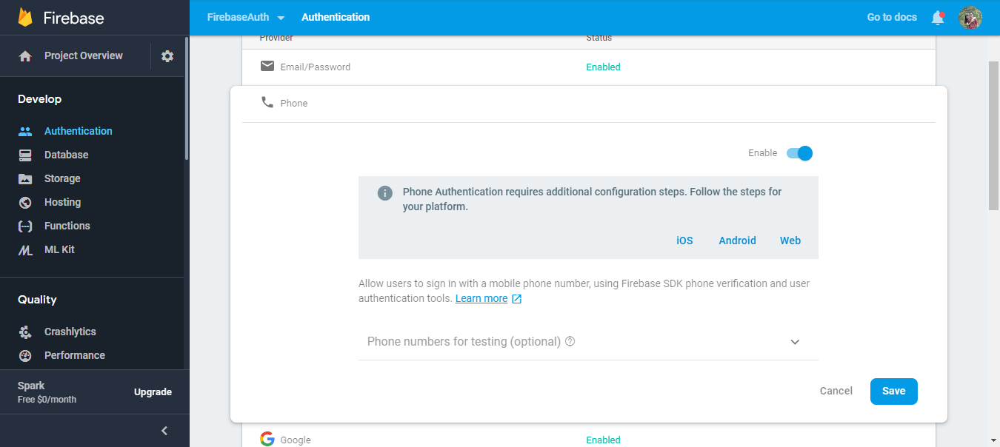 Firebase
FirebaseAuth
Authentication
Go to docs
Project Overview
Develop
Authentication
Database
Storage
Hosting
Functions
ML Kit
Quality
Crashlytics
Performance
Spark
Free $0/month
Upgrade
Provider
Status
Email/Password
Enabled
Phone
Enable
Phone Authentication requires additional configuration steps. Follow the steps for
your platform.
iOS
Android
Web
Allow users to sign in with a mobile phone number, using Firebase SDK phone verification and user
authentication tools. Learn more
Phone numbers for testing (optional)
Cancel
Save
Google
Enabled